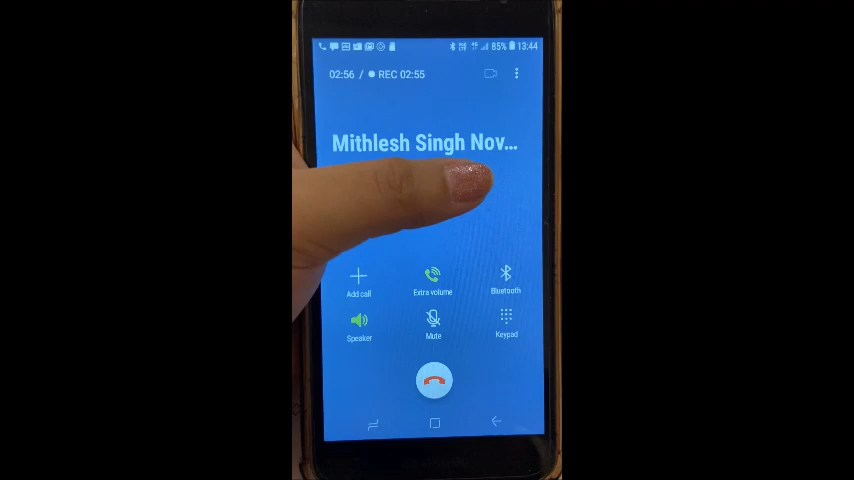 85% 13:44
02:56 / REC 02:55
Mithlesh Singh Nov...
Add call Extra volume Bluetooth
Speaker Mute Keypad